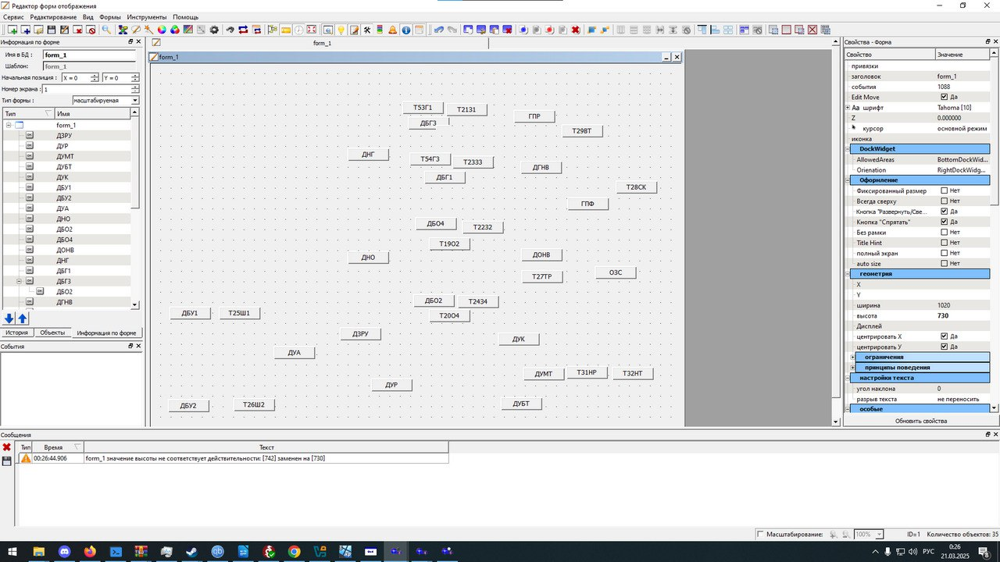 Редактор форм отображения
Сервис Редактирование Вид Формы Инструменты Помощь
Информация по форме
Имя в БД : form_1
Шаблон: form_1
Начальная позиция : X = 0 Y = 0
Номер экрана : 1
Тип формы : масштабируемая
Тип Имя
form_1
ДЗРУ
ДУР
ДУМТ
ДУБТ
ДУК
ДБУ1
ДБУ2
ДУА
ДНО
ДБО2
ДБО4
ДОНВ
ДНГ
ДБГ1
ДБГ3
ДБО2
ДГНВ
История Объекты Информация по форме
События
form_1
form_1
Т53Г1 Т2131
ДБГ3 ГПР
Т29ВТ
ДНГ Т54Г3 Т2333
ДБГ1 ДГНВ
Т28СК
ГПФ
ДБО4 Т2232
Т19О2
ДНО ДОНВ
Т27ТР ОЗС
ДБО2 Т2434
ДБУ1 Т25Ш1 Т20О4
ДЗРУ ДУК
ДУА
ДУМТ Т31НР Т32НТ
ДУР
ДБУ2 Т26Ш2 ДУБТ
Свойства - Форма
Свойство Значение
привязки
заголовок form_1
события 1088
Edit Move Да
Aa шрифт Tahoma [10]
Z 0.000000
курсор основной режим
иконка
DockWidget
AllowedAreas BottomDockWid...
Orienation RightDockWidg...
Оформление
Фиксированный размер Нет
Всегда сверху Нет
Кнопка "Развернуть/Све... Да
Кнопка "Спрятать" Да
Без рамки Нет
Title Hint Нет
полный экран Нет
auto size Нет
геометрия
X
Y
ширина 1020
высота 730
Дисплей
центрировать X Да
центрировать У Да
ограничения
принципы поведения
настройки текста
угол наклона 0
разрыв текста не переносить
особые
Обновить свойства
Сообщения
Тип Время Текст
00:26:44.906 form_1 значение высоты не соответствует действительности: [742] заменен на [730]
Масштабирование: 100% ID=1 Количество объектов: 35
РУС 0:26
21.03.2025